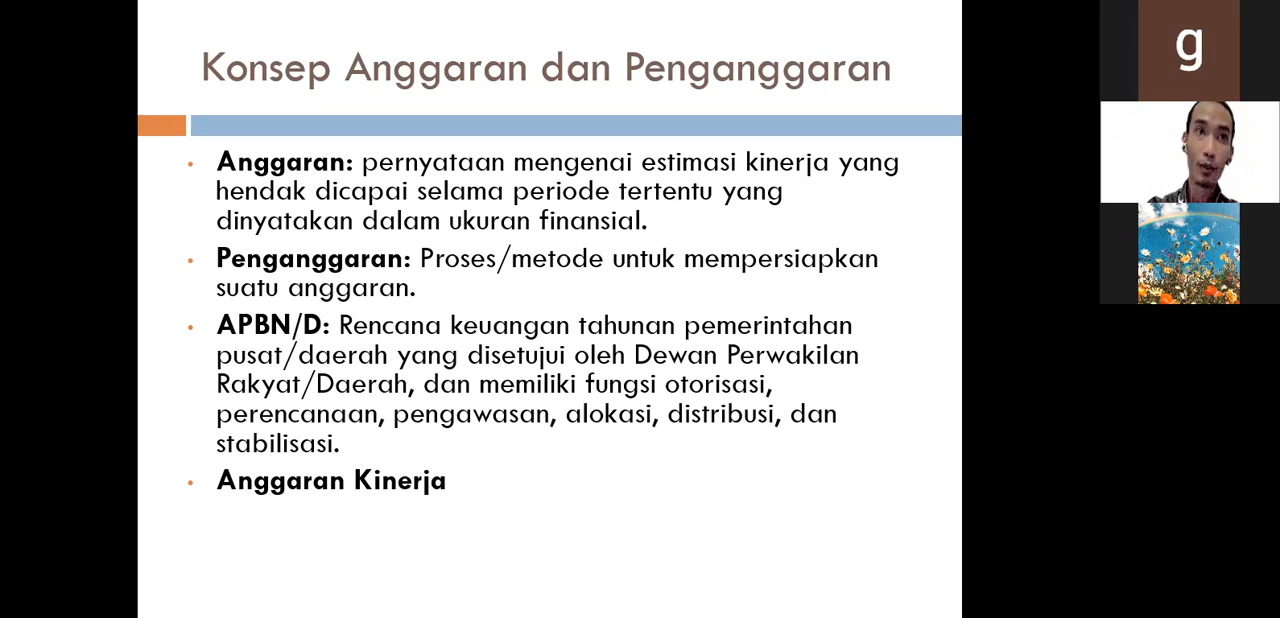 Konsep Anggaran dan Penganggaran
• Anggaran: pernyataan mengenai estimasi kinerja yang
hendak dicapai selama periode tertentu yang
dinyatakan dalam ukuran finansial.
• Penganggaran: Proses/metode untuk mempersiapkan
suatu anggaran.
• APBN/D: Rencana keuangan tahunan pemerintahan
pusat/daerah yang disetujui oleh Dewan Perwakilan
Rakyat/Daerah, dan memiliki fungsi otorisasi,
perencanaan, pengawasan, alokasi, distribusi, dan
stabilisasi.
• Anggaran Kinerja
g